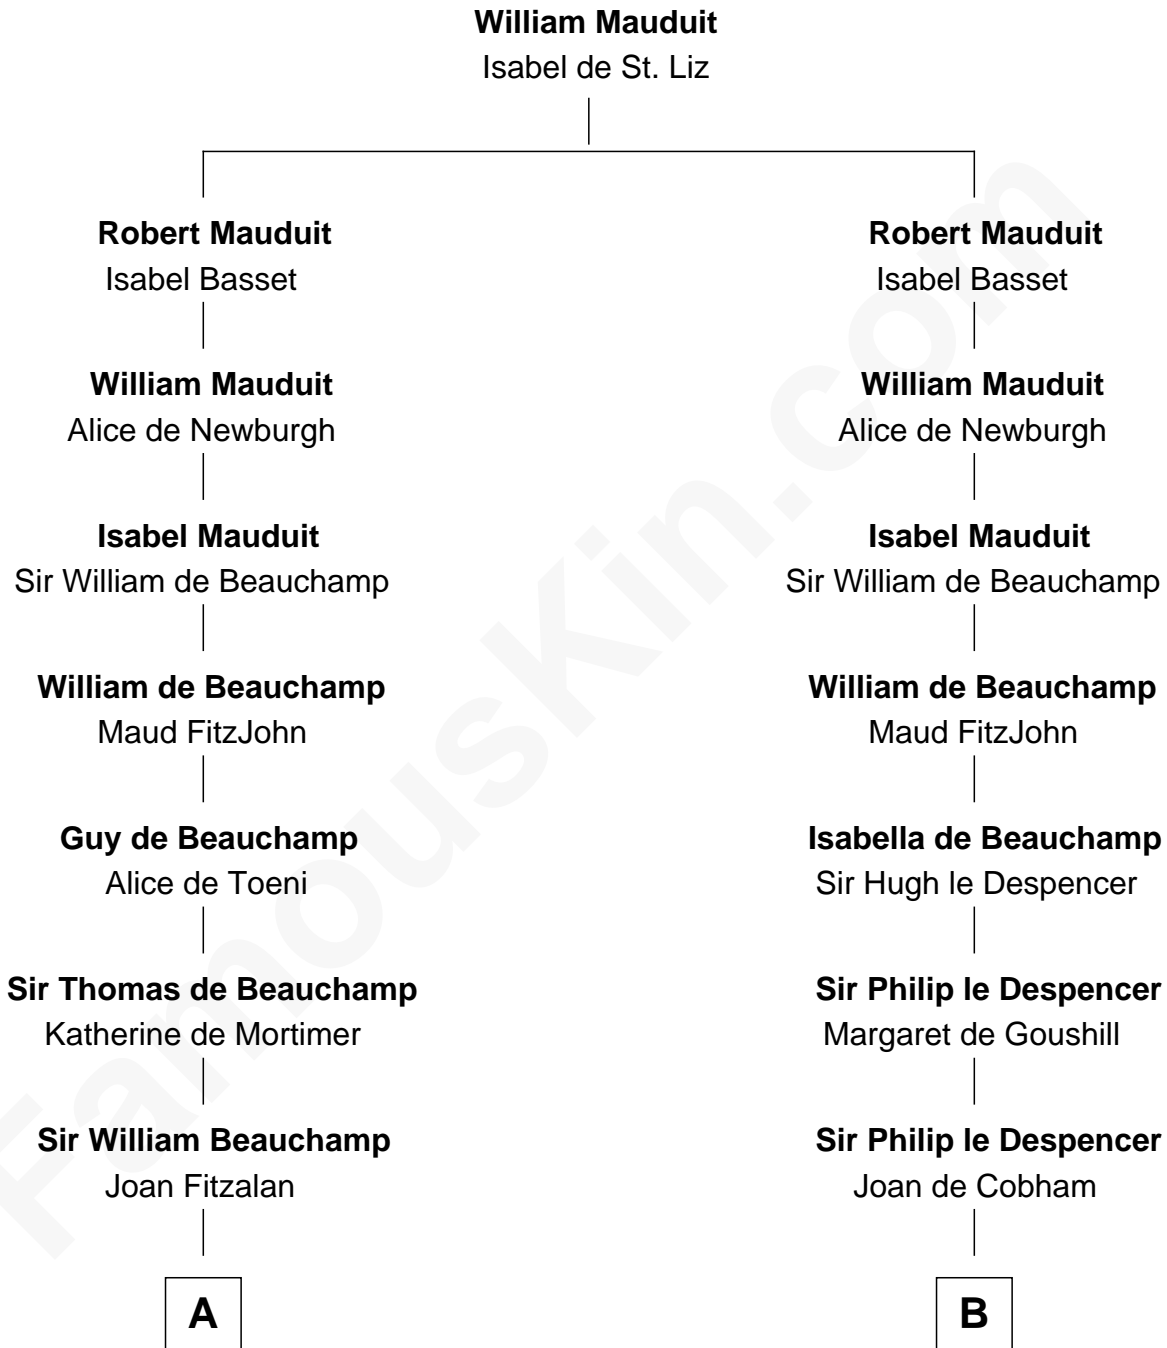 William Mauduit
Isabel de St. Liz
Robert Mauduit
Isabel Basset
William Mauduit
Alice de Newburgh
Isabel Mauduit
Sir William de Beauchamp
William de Beauchamp
Maud FitzJohn
Guy de Beauchamp
Alice de Toeni
Sir Thomas de Beauchamp
Katherine de Mortimer
Sir William Beauchamp
Joan Fitzalan
A
Robert Mauduit
Isabel Basset
William Mauduit
Alice de Newburgh
Isabel Mauduit
Sir William de Beauchamp
William de Beauchamp
Maud FitzJohn
Isabella de Beauchamp
Sir Hugh le Despencer
Sir Philip le Despencer
Margaret de Goushill
Sir Philip le Despencer
Joan de Cobham
B
FamousKin.com